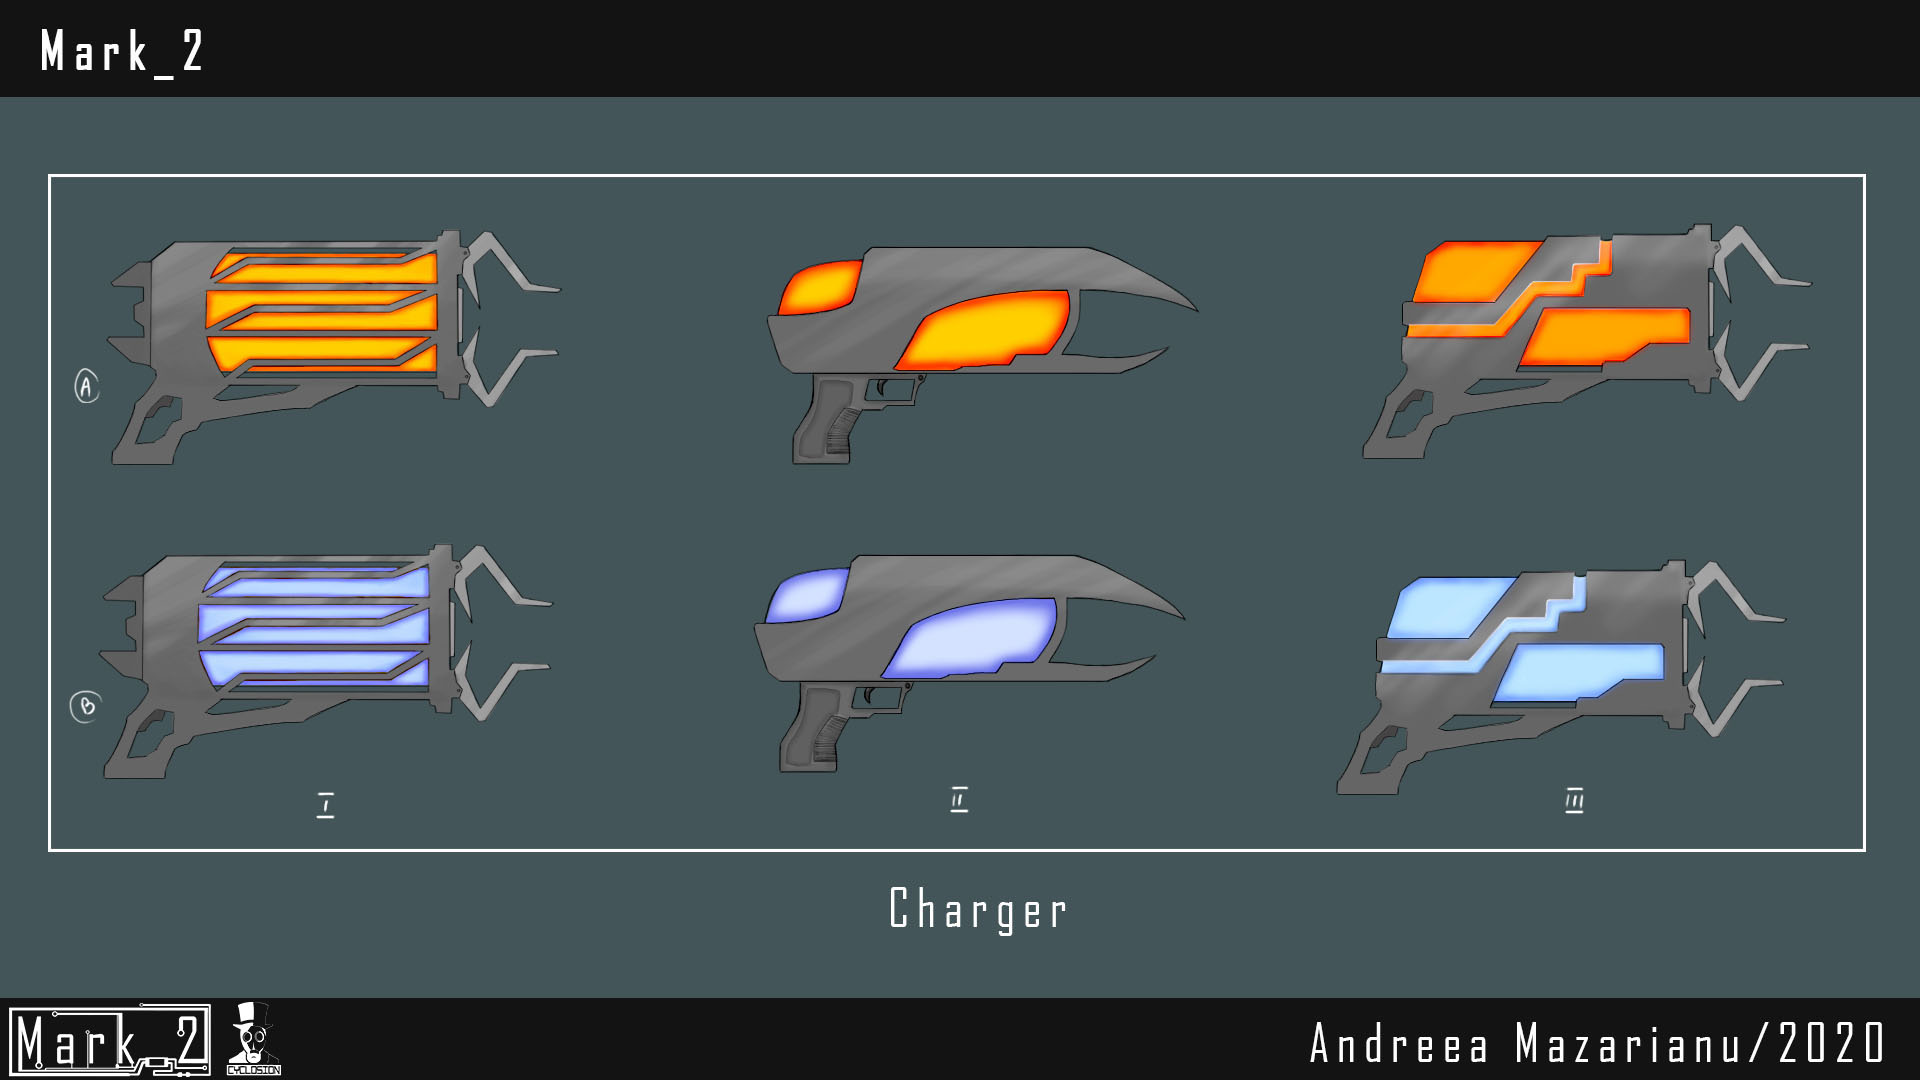 Mark_2
A
B
I
II
III
Charger
Mark_2
CYCLOSION
Andreea Mazarianu/2020